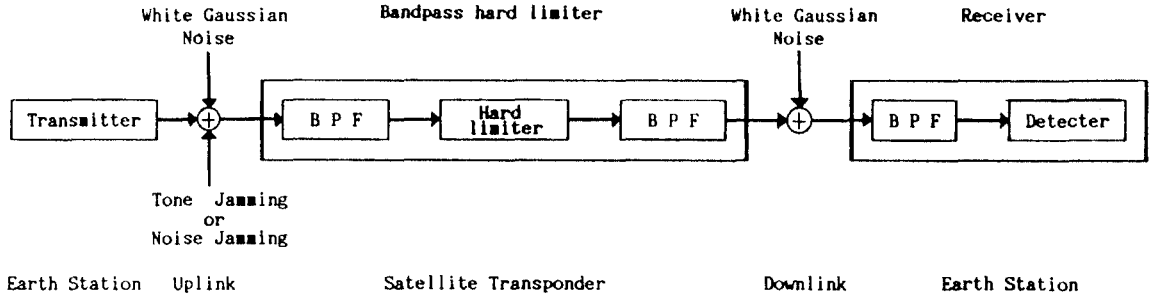 White Gaussian Noise
Bandpass hard limiter
White Gaussian Noise
Receiver
Transmitter
B P F
Hard limiter
B P F
B P F
Detecter
Tone Jamming
or
Noise Jamming
Earth Station
Uplink
Satellite Transponder
Downlink
Earth Station